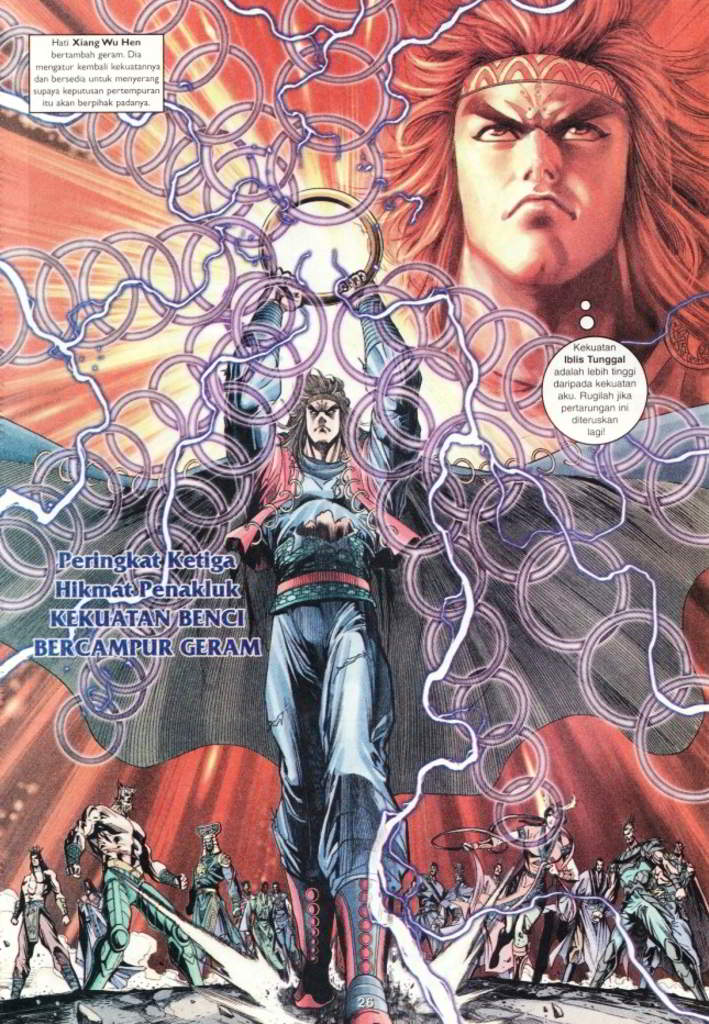 Hati Xiang Wu Hen
bertambah geram. Dia
mengatur kembali kekuatannya
dan bersedia untuk menyerang
supaya keputusan pertempuran
itu akan berpihak padanya.
Kekuatan
Iblis Tunggal
adalah lebih tinggi
daripada kekuatan
aku. Rugilah jika
pertarungan ini
diteruskan
lagi!
Peringkat Ketiga
Hikmat Penakluk
KEKUATAN BENCI
BERCAMPUR GERAM
26